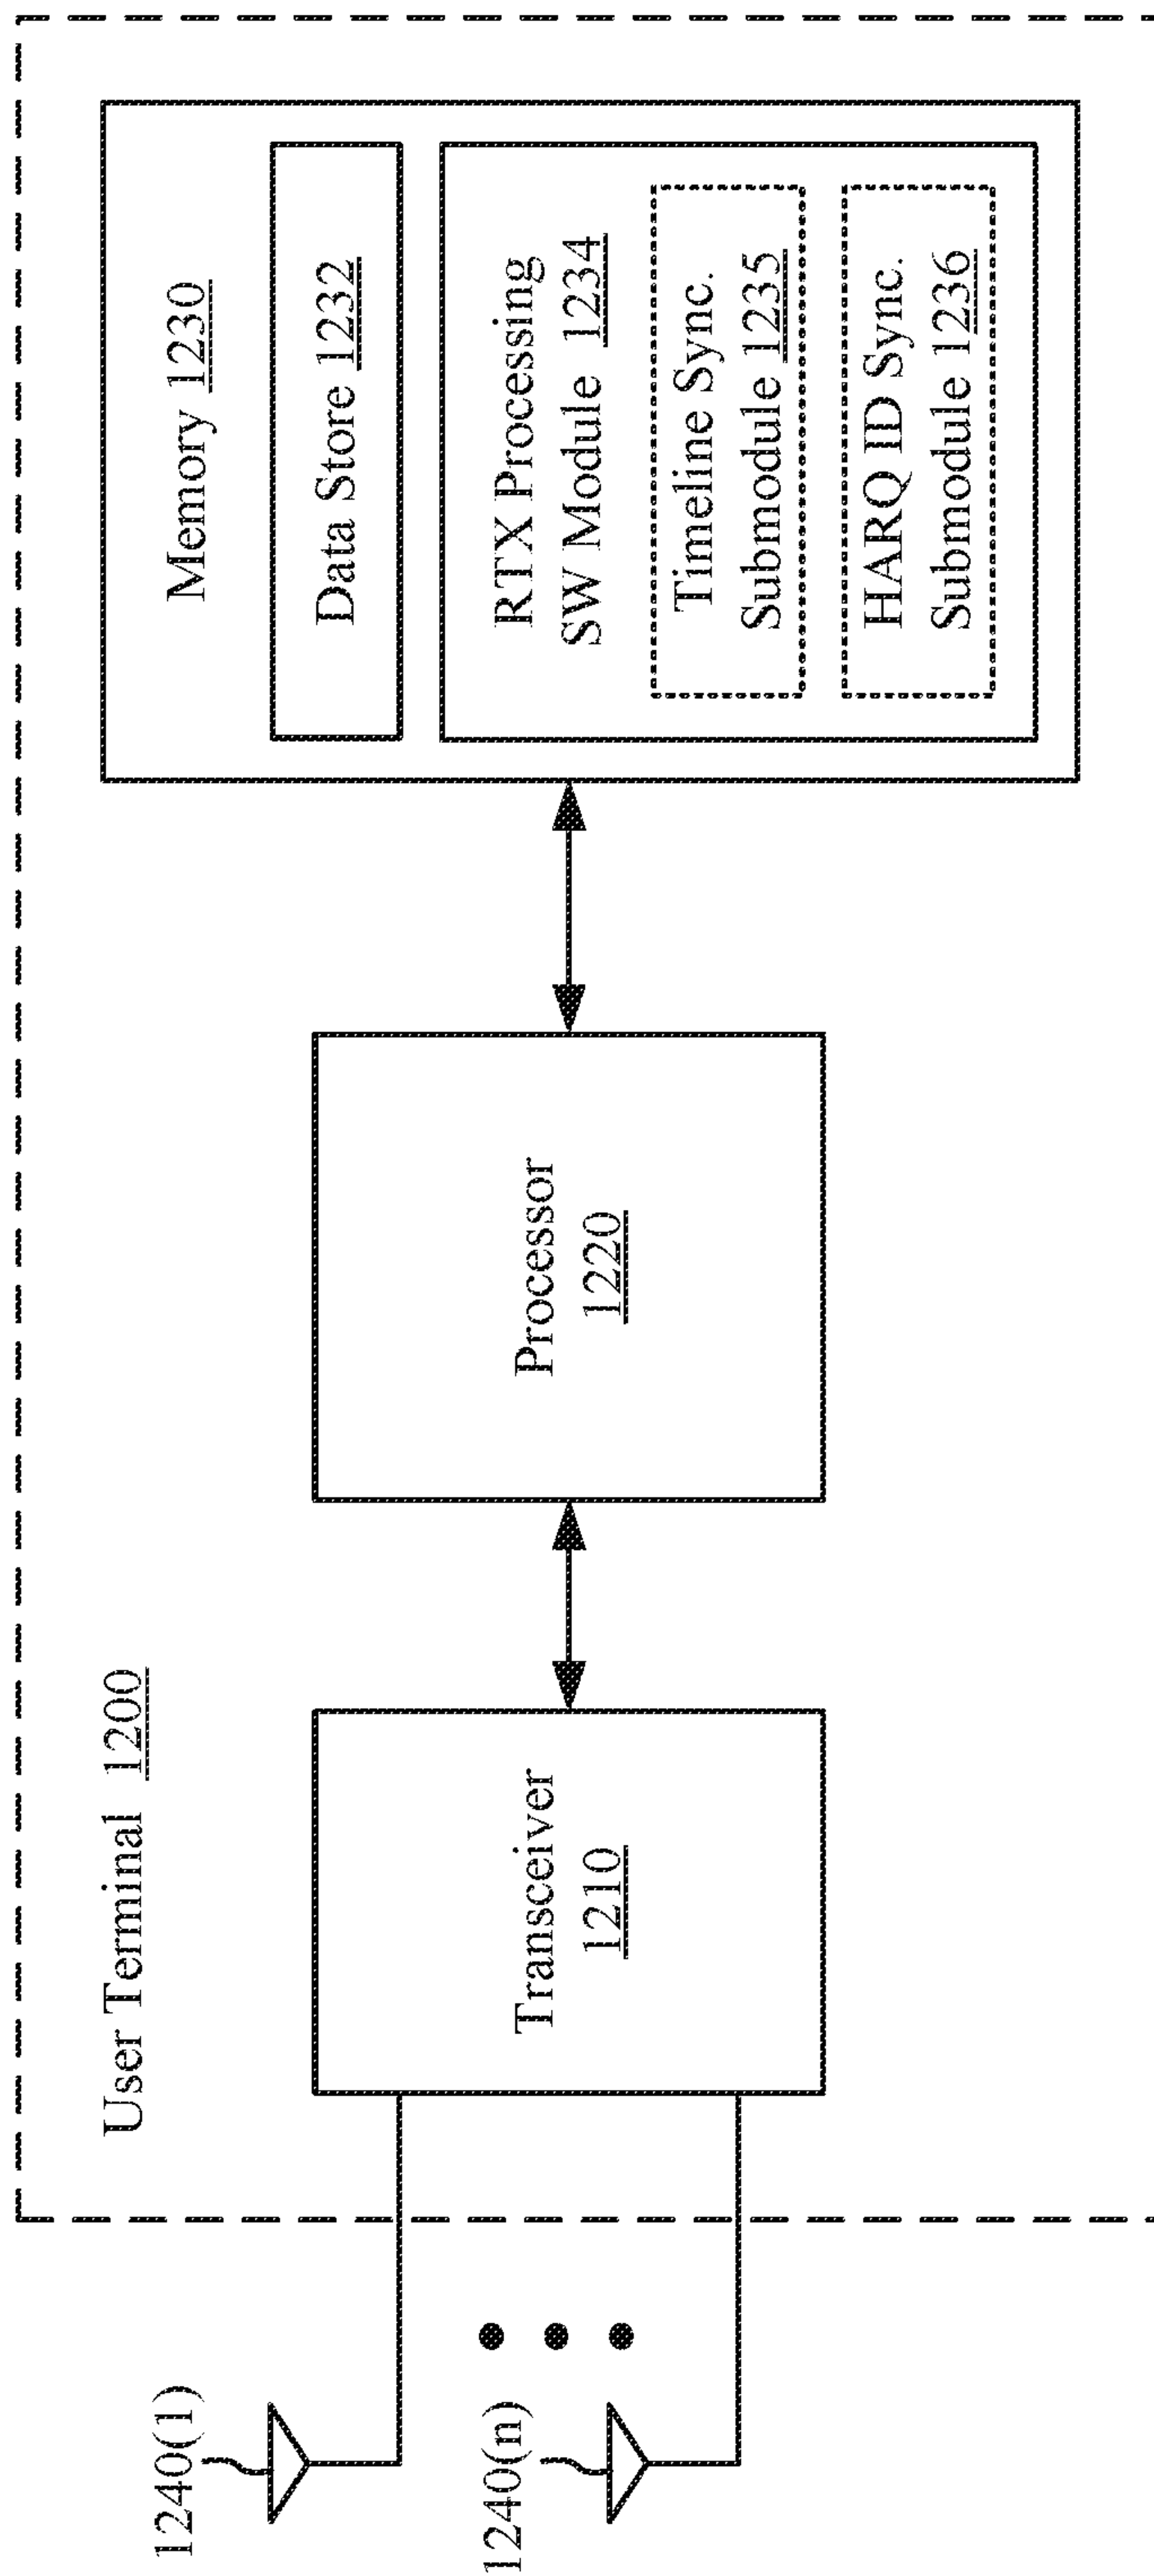 User Terminal 1200
1240(1)
1240(n)
Transceiver
1210
Processor
1220
Memory 1230
Data Store 1232
RTX Processing
SW Module 1234
Timeline Sync.
Submodule 1235
HARQ ID Sync.
Submodule 1236